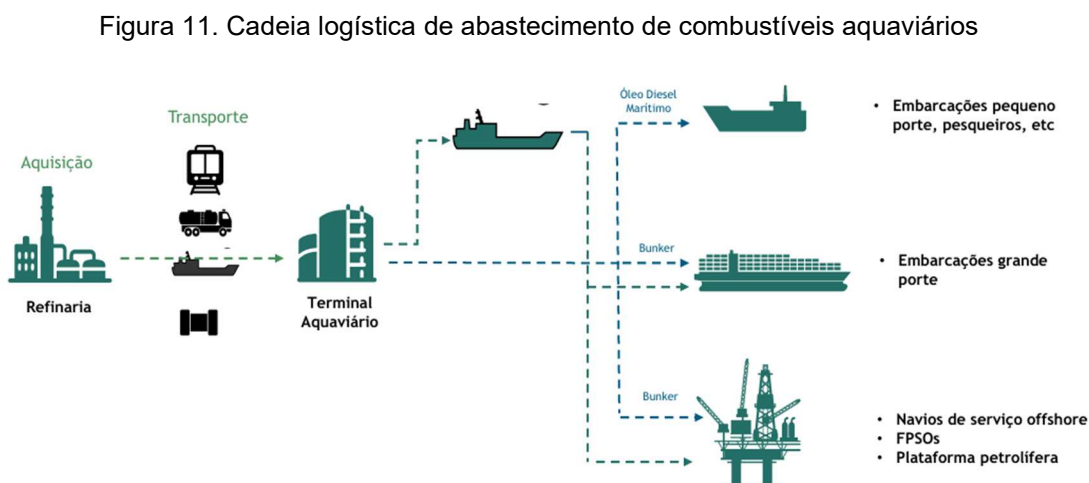 Figura 11. Cadeia logística de abastecimento de combustíveis aquaviários
Aquisição
Refinaria
Transporte
Terminal
Aquaviário
Óleo Diesel
Marítimo
• Embarcações pequeno
porte, pesqueiros, etc
Bunker
• Embarcações grande
porte
Bunker
• Navios de serviço offshore
• FPSOs
• Plataforma petrolífera